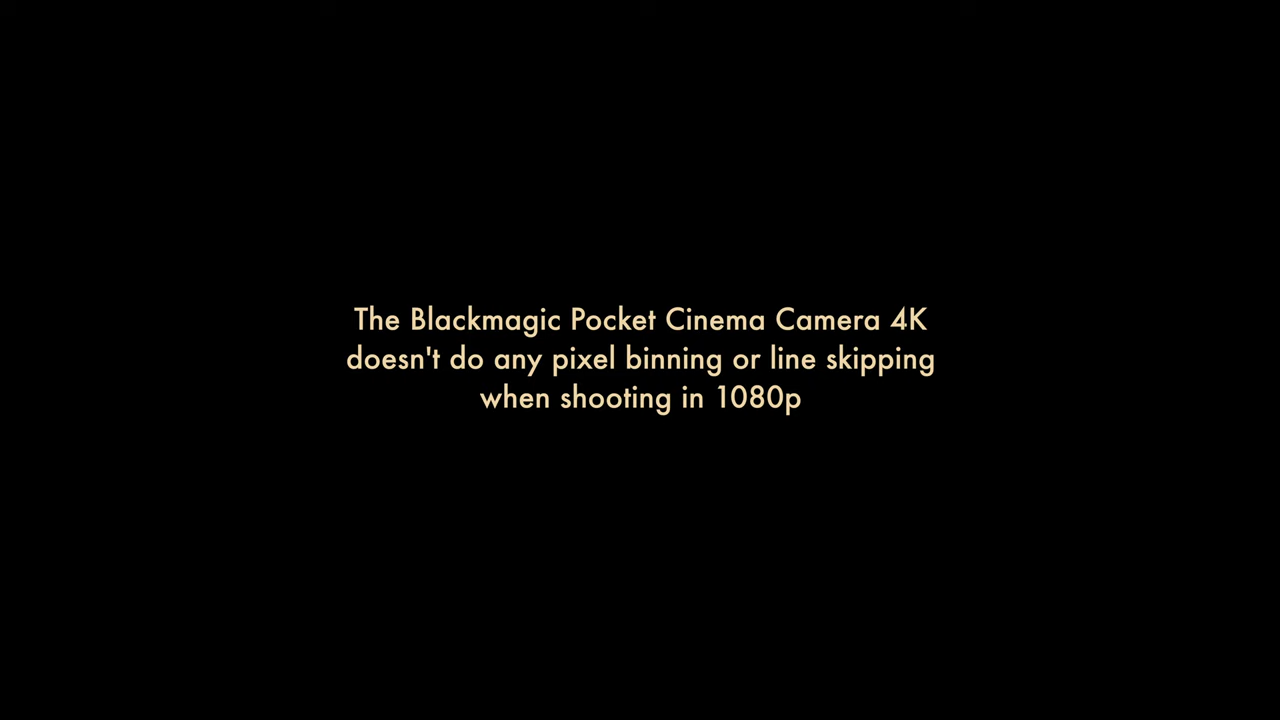 The Blackmagic Pocket Cinema Camera 4K
doesn't do any pixel binning or line skipping
when shooting in 1080p